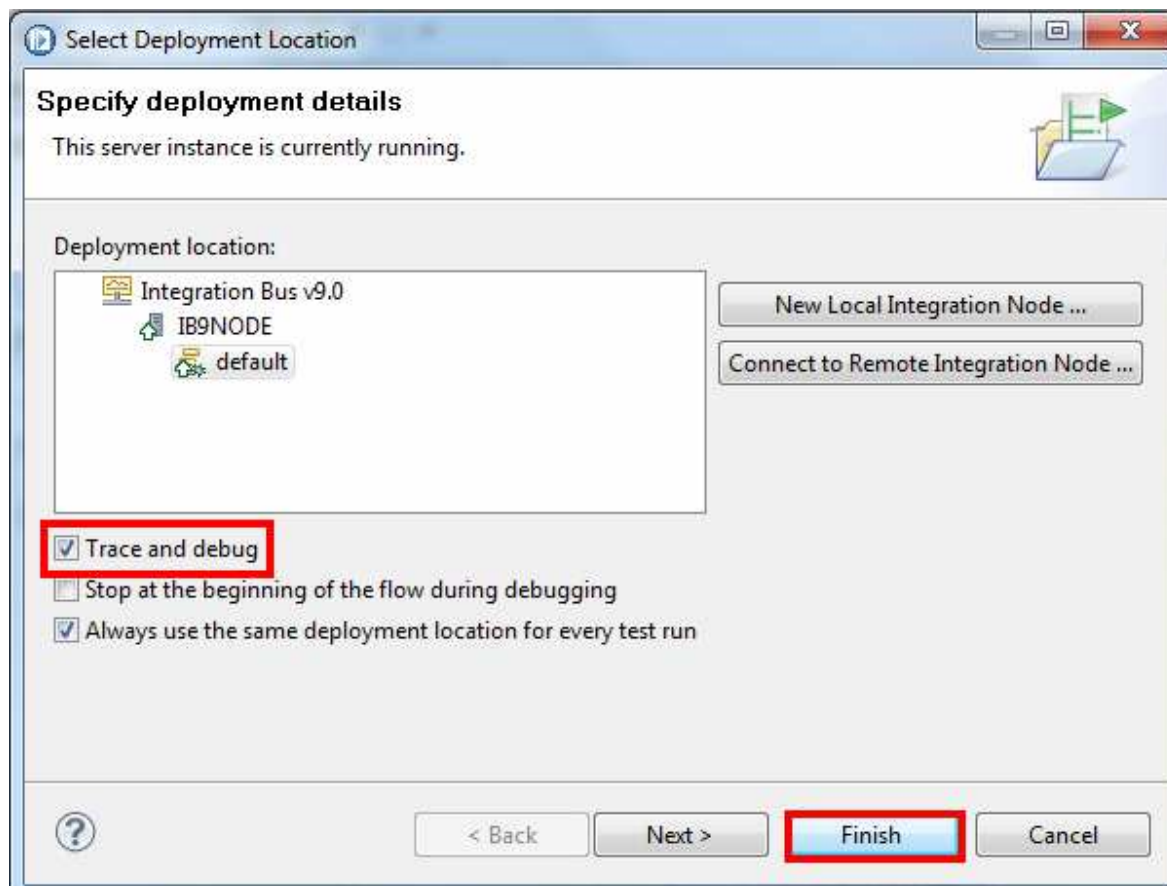 Select Deployment Location
Specify deployment details
This server instance is currently running.
Deployment location:
Integration Bus v9.0
IB9NODE
default
New Local Integration Node ...
Connect to Remote Integration Node ...
Trace and debug
Stop at the beginning of the flow during debugging
Always use the same deployment location for every test run
?
< Back
Next >
Finish
Cancel